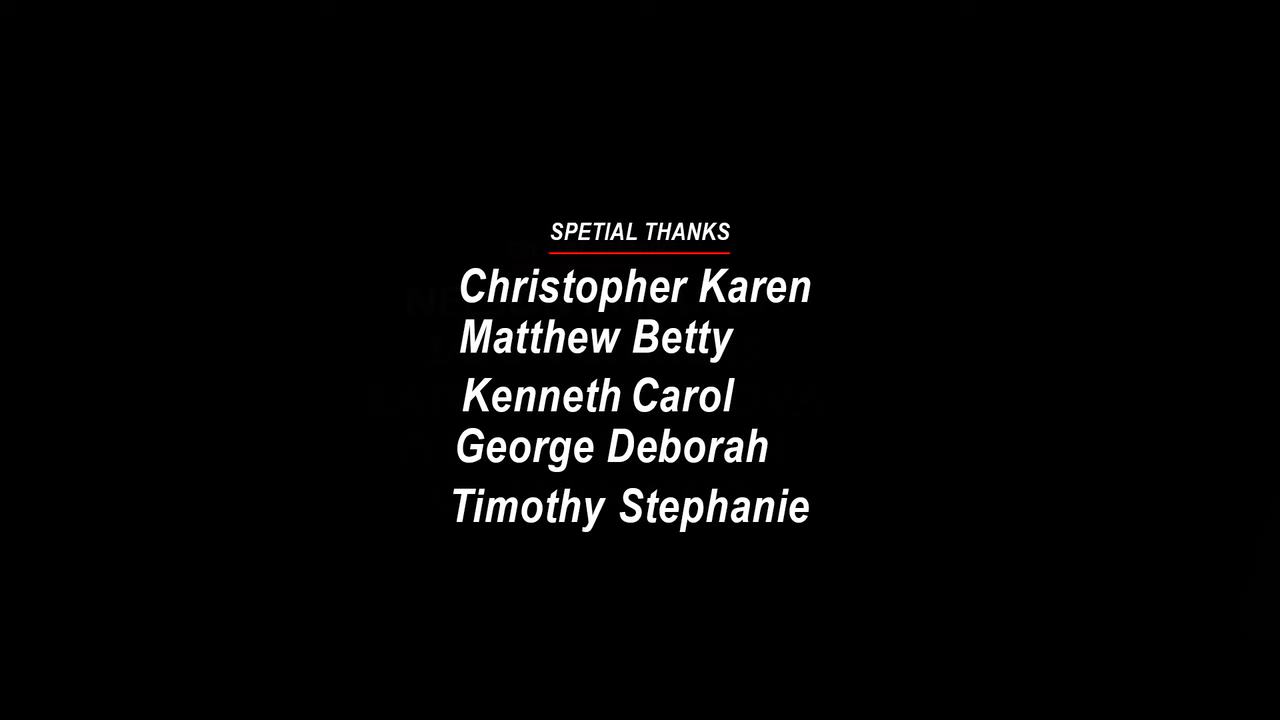 SPETIAL THANKS
Christopher Karen
Matthew Betty
Kenneth Carol
George Deborah
Timothy Stephanie